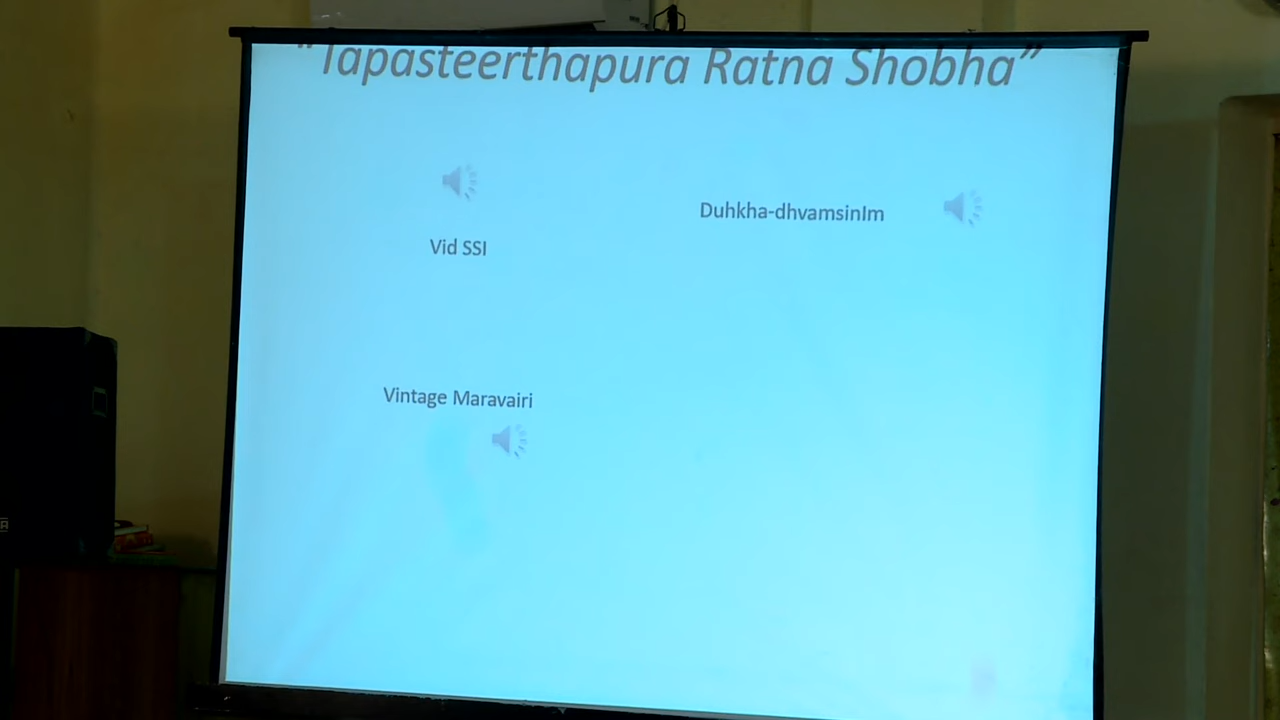 "Tapasteerthapura Ratna Shobha"
Duhkha-dhvamsinIm
Vid SSI
Vintage Maravairi